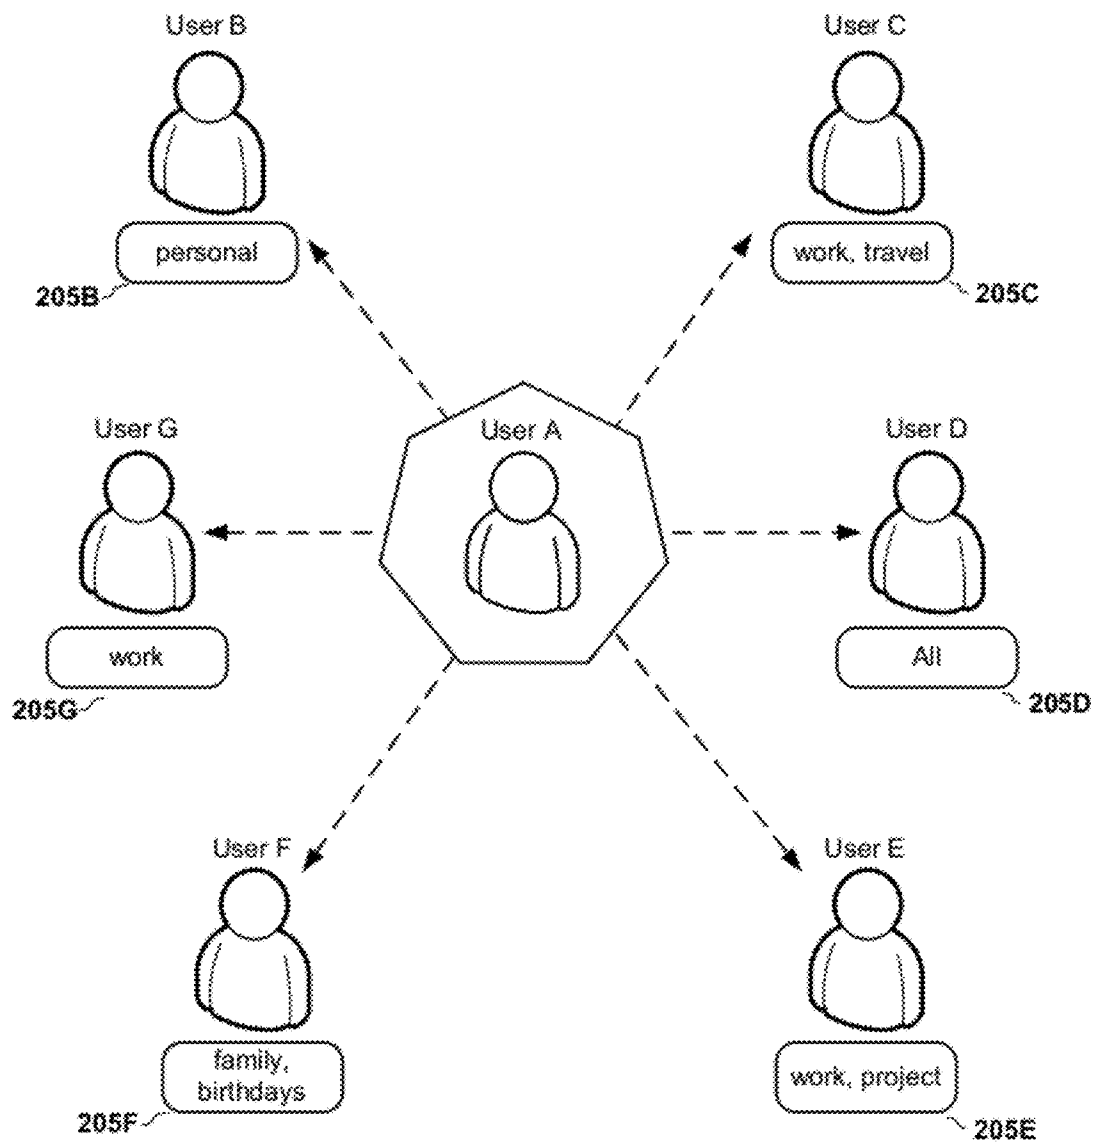 User B
User C
personal
work, travel
205B
205C
User G
User A
User D
work
All
205G
205D
User F
User E
family,
birthdays
work, project
205F
205E